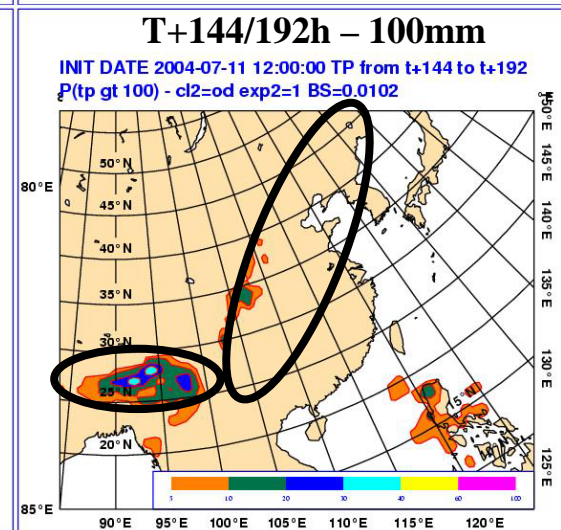 T+144/192h – 100mm
INIT DATE 2004-07-11 12:00:00 TP from t+144 to t+192
P(tp gt 100) - cl2=od exp2=1 BS=0.0102
150°E
80°E
50°N
145°E
45°N
140°E
40°N
135°E
35°N
30°N
130°E
25°N
15°N
20°N
125°E
5 10 20 30 40 60 100
85°E
90°E 95°E 100°E 105°E 110°E 115°E 120°E